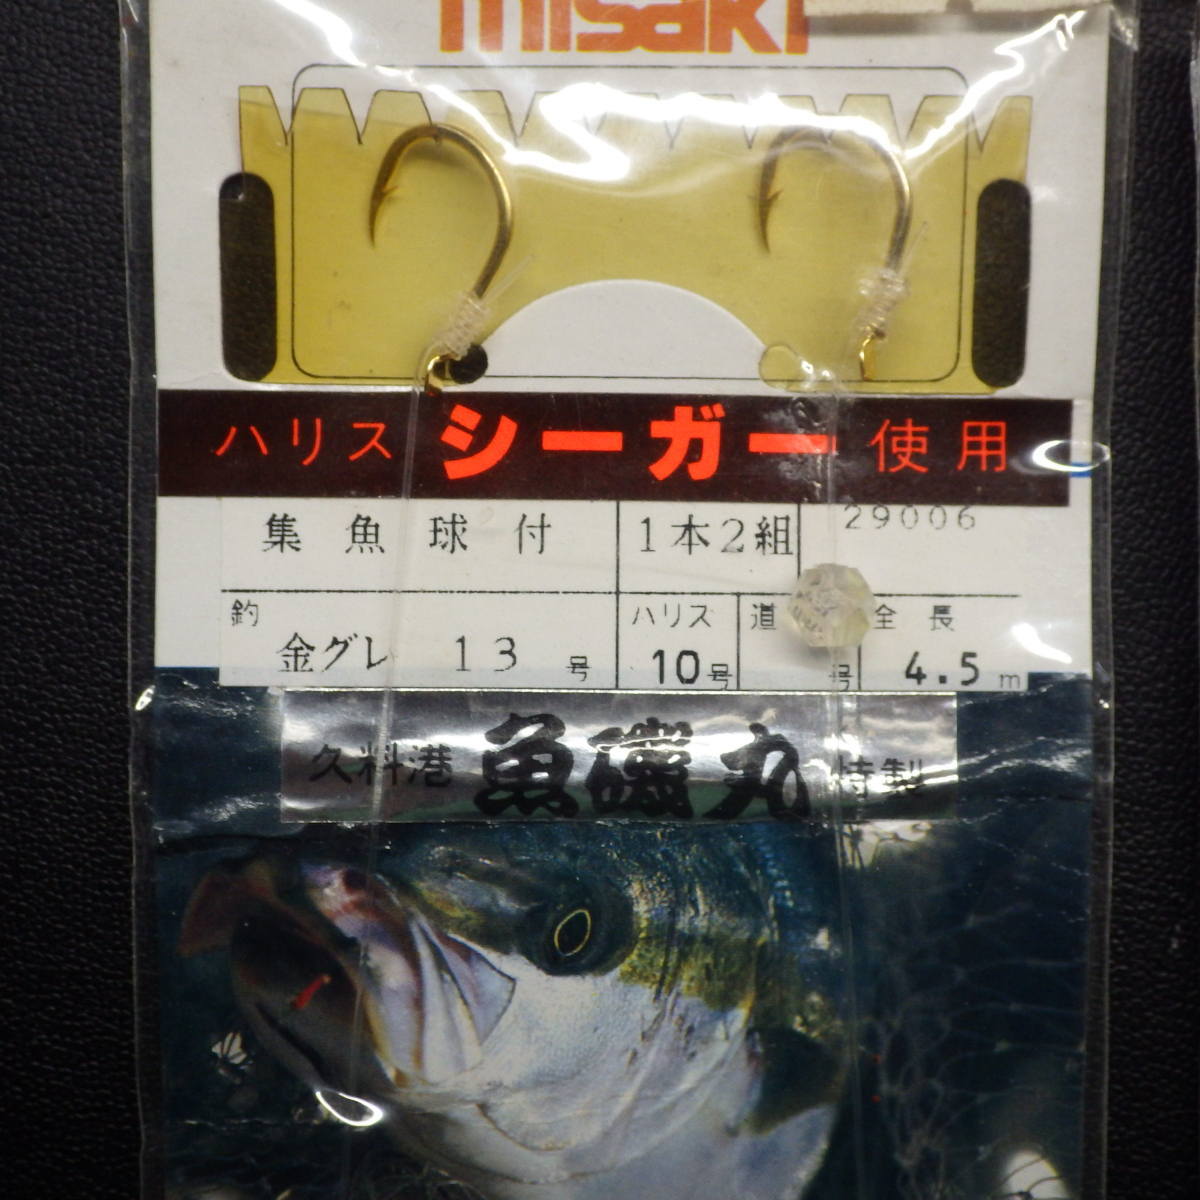 misaki
ハリス シーガー 使用
集魚球付 1本2組 29006
釣 ハリス 道 全長
金グレ 13号 10号 号 4.5m
久料港 魚磯丸 特製